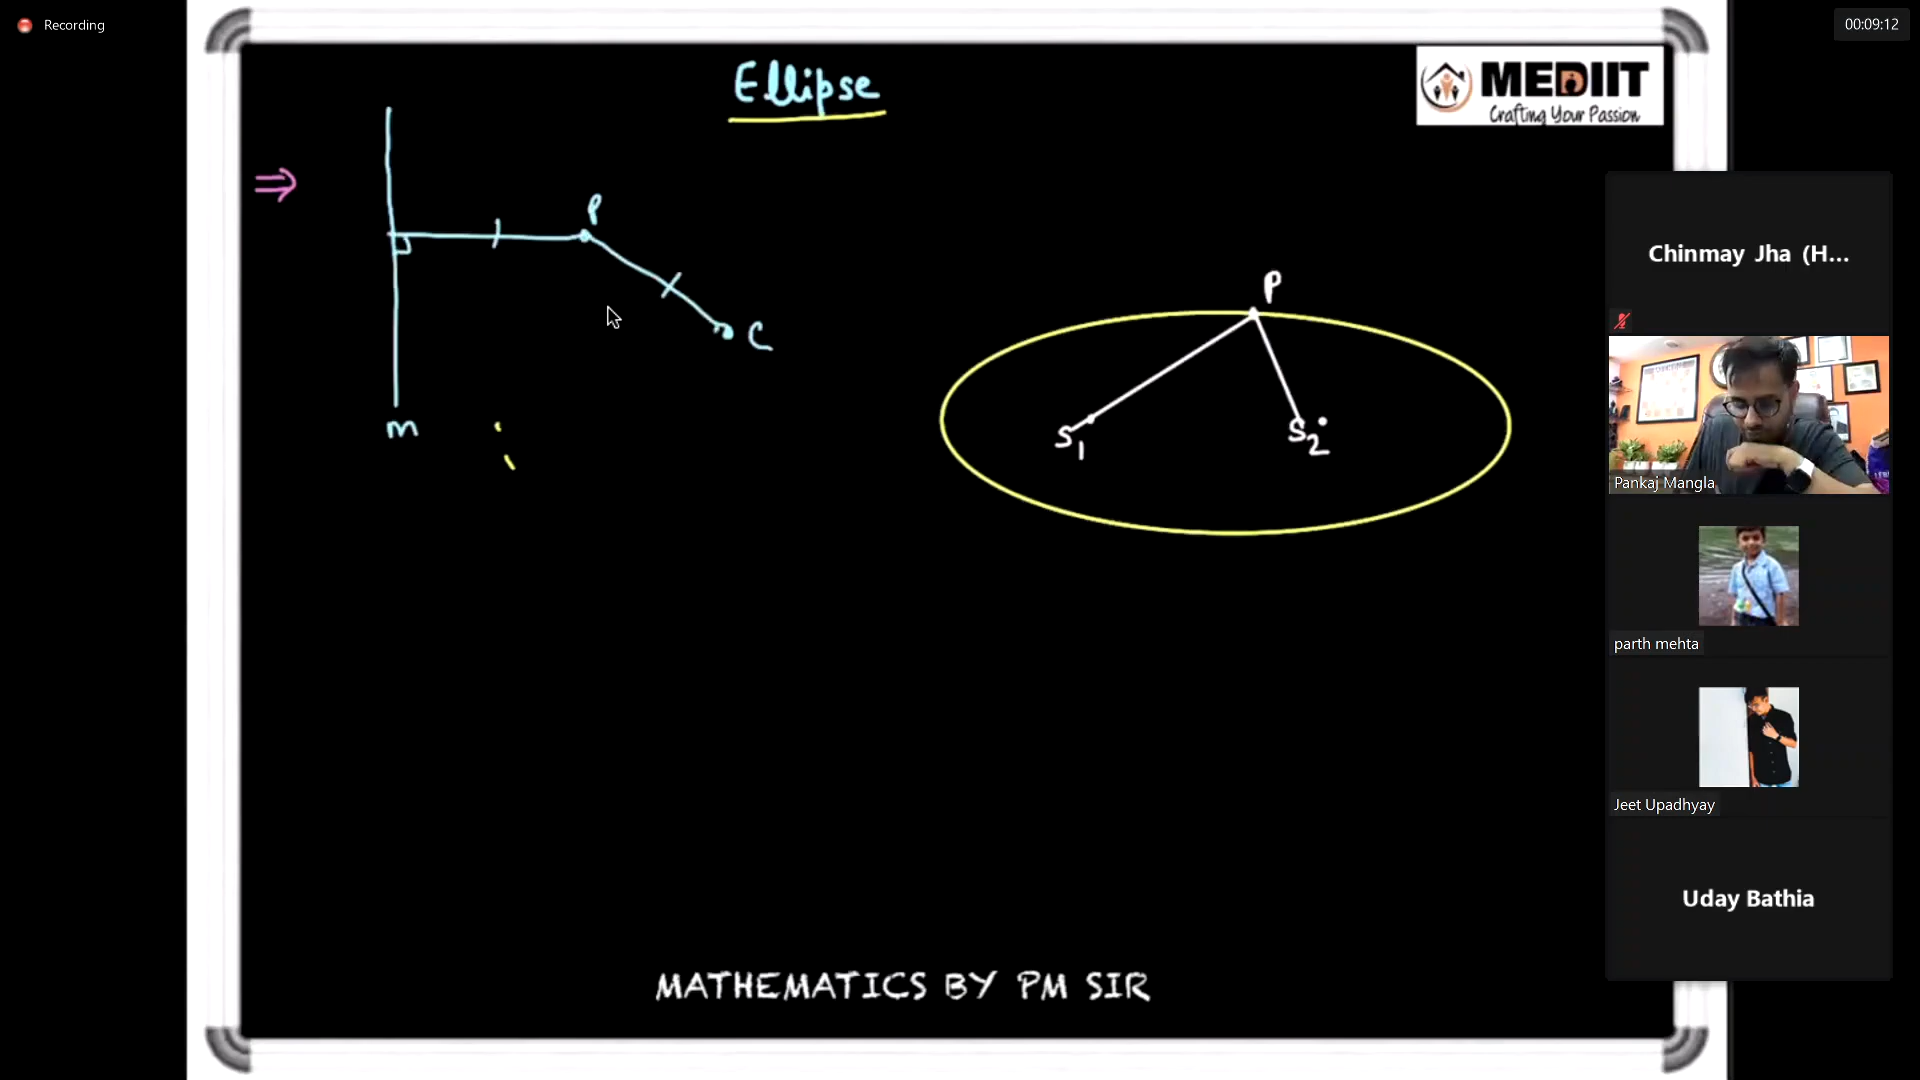 Recording
00:09:12
Ellipse
MEDIIT
Crafting Your Passion
⇒
P
C
m
P
S1
S2
Chinmay Jha (H...
Pankaj Mangla
parth mehta
Jeet Upadhyay
Uday Bathia
MATHEMATICS BY PM SIR